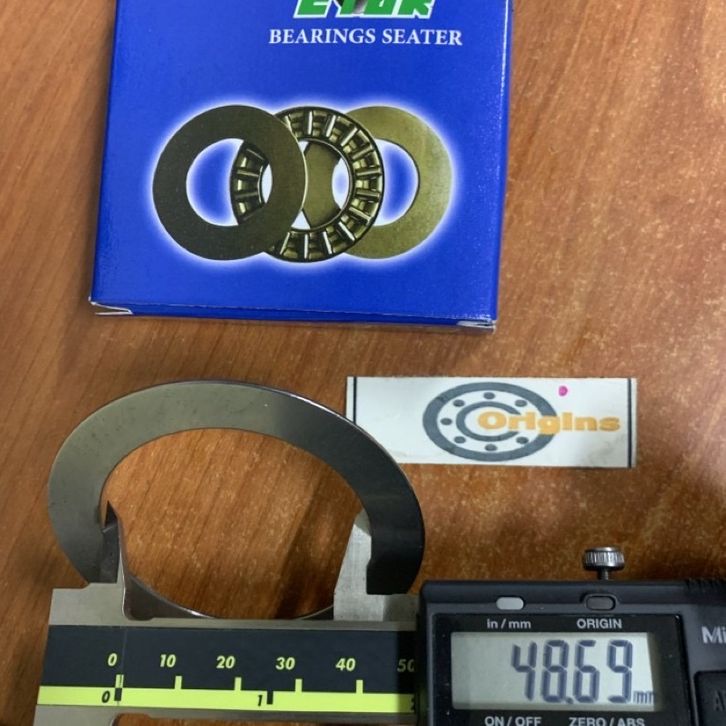 BEARINGS SEATER
Origins
in / mm ORIGIN
48.69 mm
ON / OFF ZERO / ABS
0 10 20 30 40 50
0 1 2